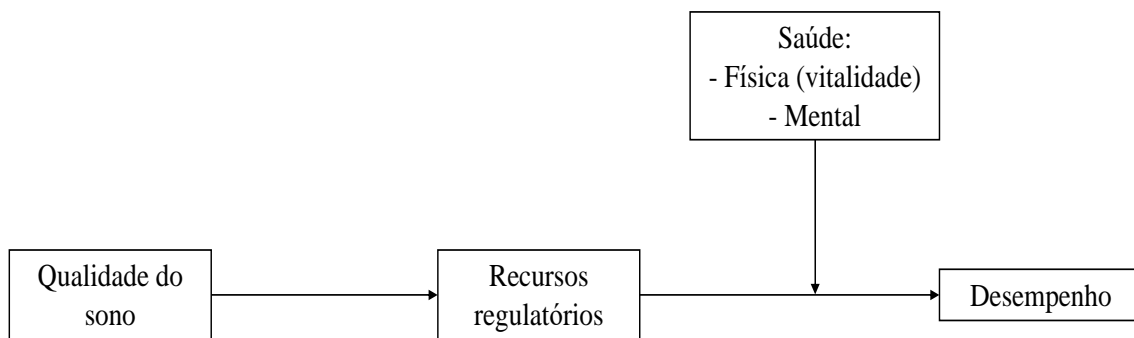 Saúde:
- Física (vitalidade)
- Mental
Qualidade do
sono
Recursos
regulatórios
Desempenho